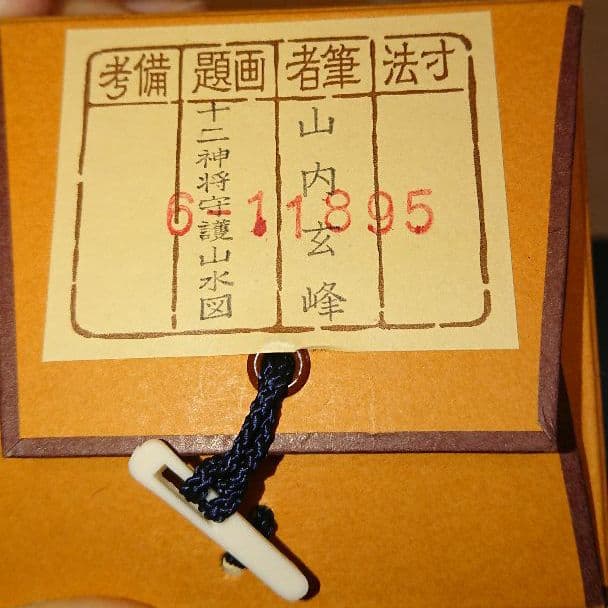 寸法
筆者
山内玄峰
画題
十二神将守護山水図
備考
6-11895